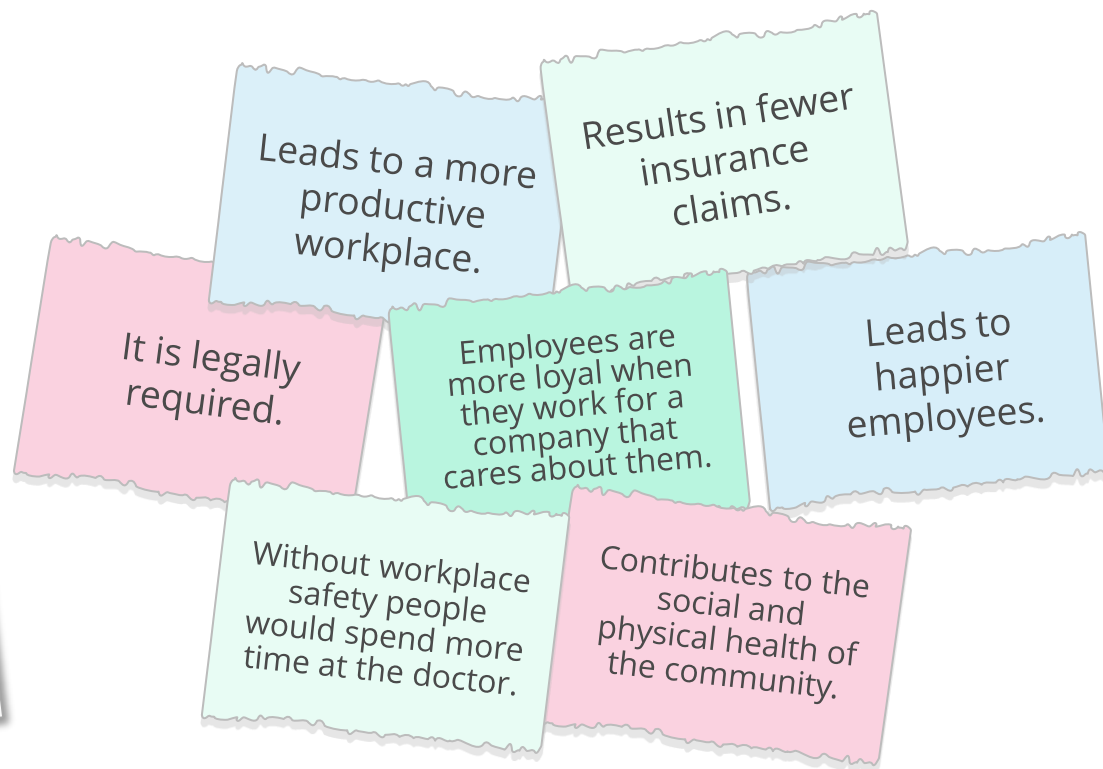 Leads to a more
productive
workplace.
Results in fewer
insurance
claims.
It is legally
required.
Employees are
more loyal when
they work for a
company that
cares about them.
Leads to
happier
employees.
Without workplace
safety people
would spend more
time at the doctor.
Contributes to the
social and
physical health of
the community.